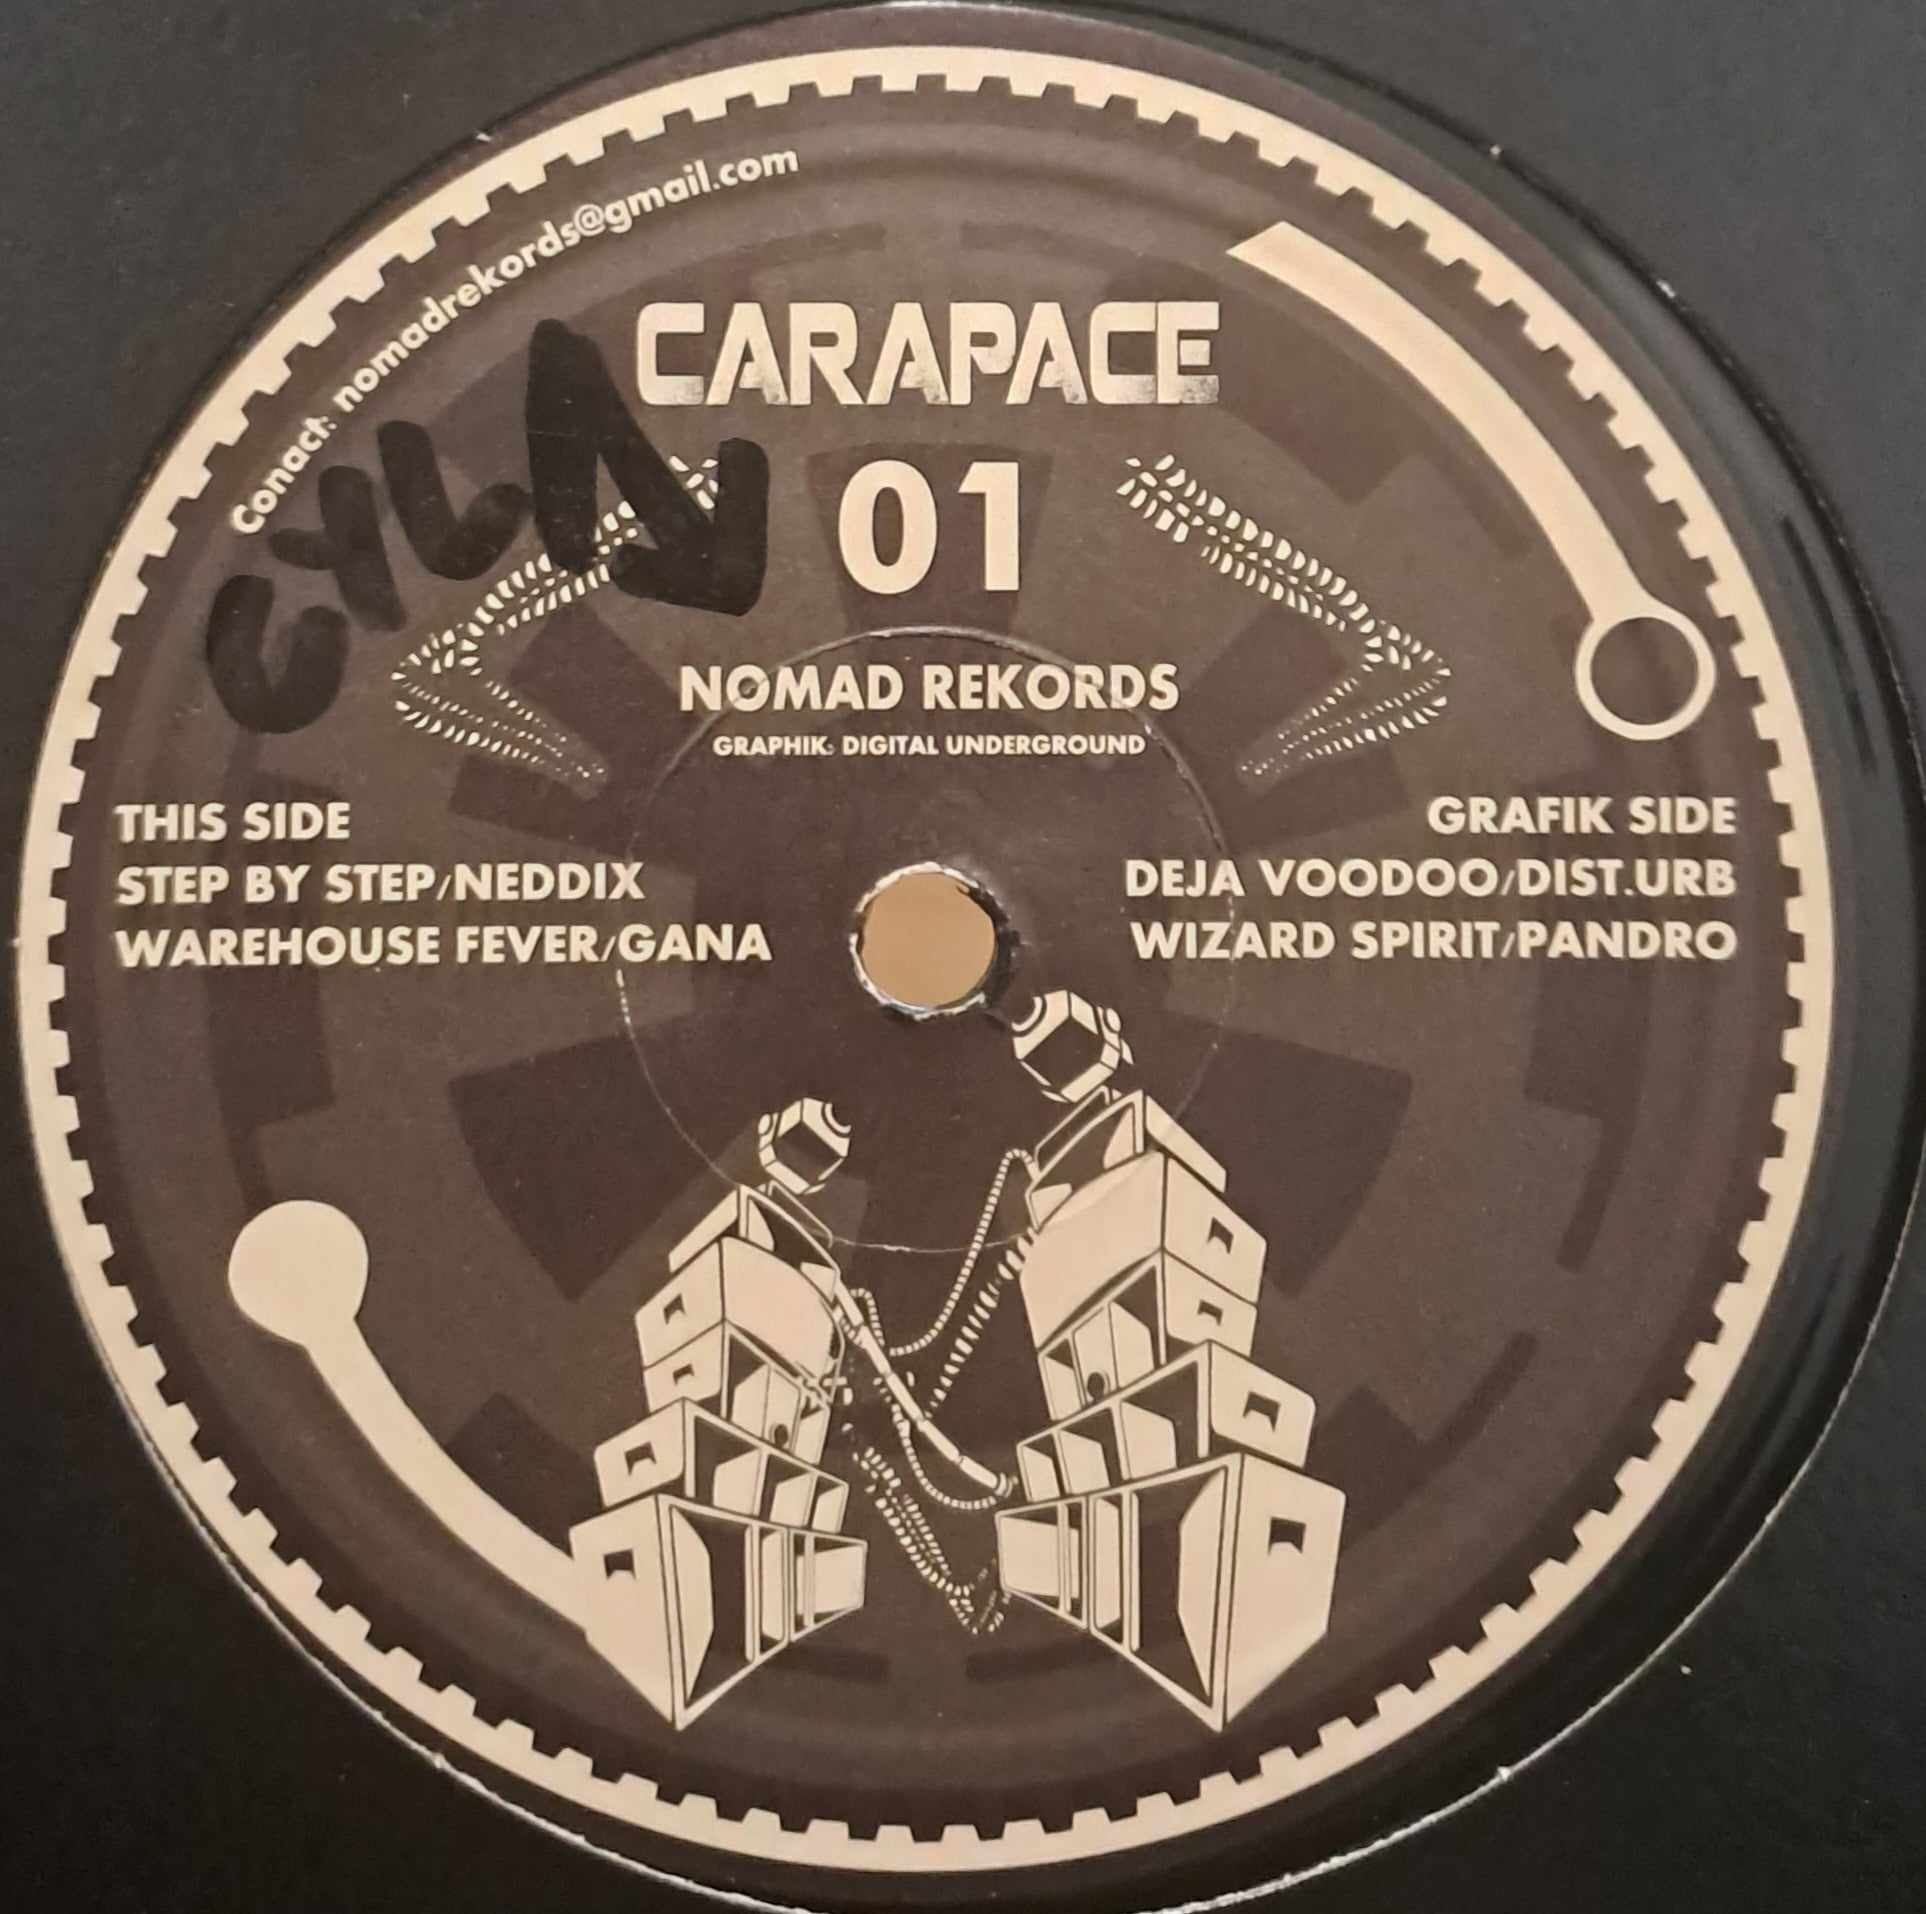 Conact: nomadrekords@gmail.com
CARAPACE
01
NOMAD REKORDS
GRAPHIK: DIGITAL UNDERGROUND
THIS SIDE
STEP BY STEP/NEDDIX
WAREHOUSE FEVER/GANA
GRAFIK SIDE
DEJA VOODOO/DIST.URB
WIZARD SPIRIT/PANDRO